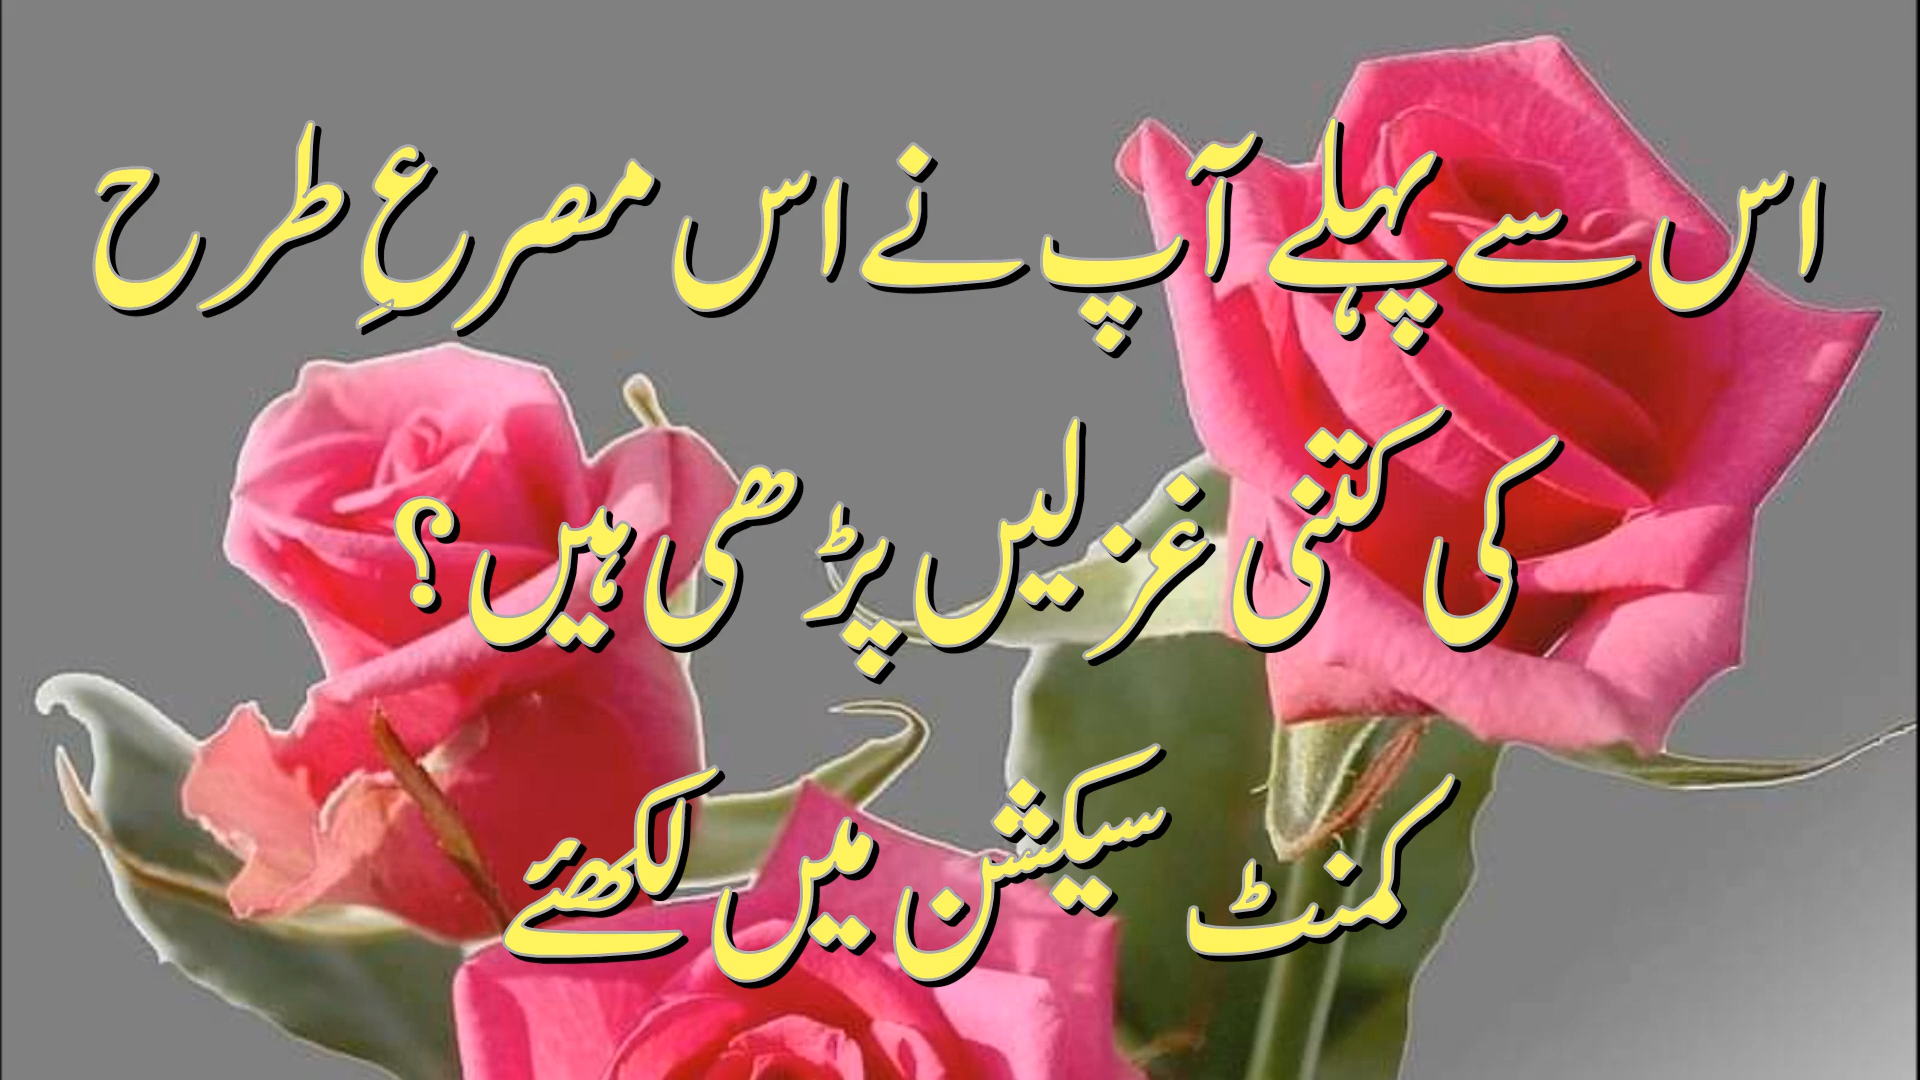 اس سے پہلے آپ نے اس مصرعِ طرح
کی کتنی غزلیں پڑھی ہیں؟
کمنٹ سیکشن میں لکھئے